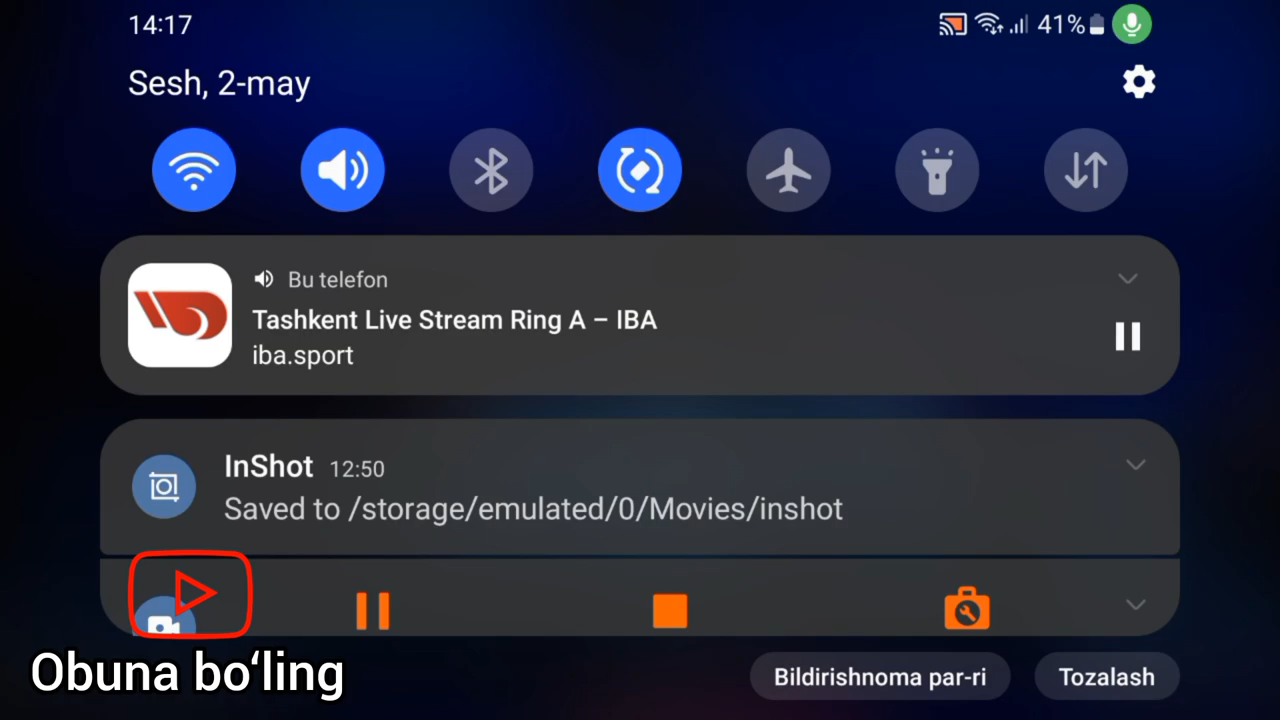 14:17
41%
Sesh, 2-may
Bu telefon
Tashkent Live Stream Ring A – IBA
iba.sport
InShot 12:50
Saved to /storage/emulated/0/Movies/inshot
Obuna bo‘ling
Bildirishnoma par-ri
Tozalash